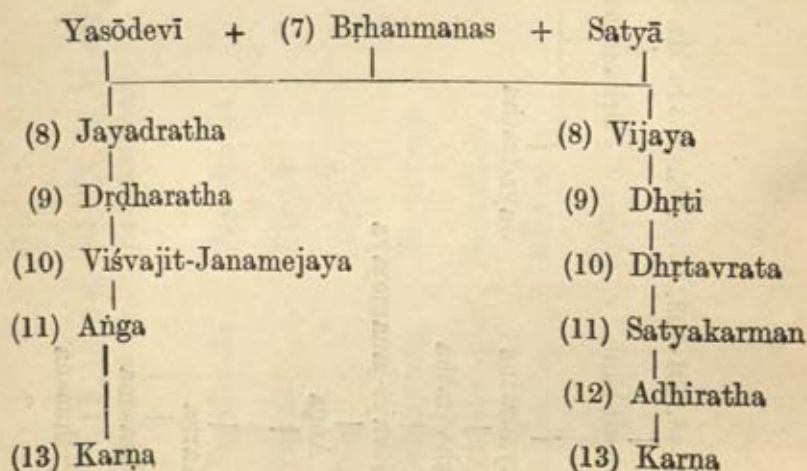 Yasōdevī + (7) Bṛhanmanas + Satyā
(8) Jayadratha (8) Vijaya
(9) Dṛḍharatha (9) Dhṛti
(10) Viśvajit-Janamejaya (10) Dhṛtavrata
(11) Aṅga (11) Satyakarman
(12) Adhiratha
(13) Karṇa (13) Karṇa